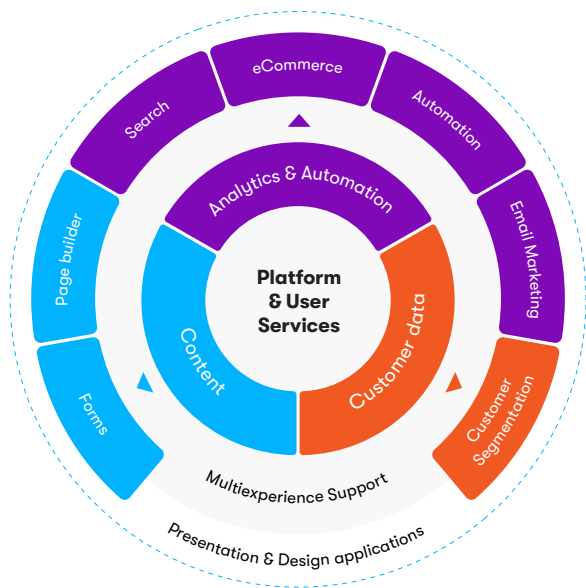 eCommerce
Search
Automation
Page builder
Email Marketing
Forms
Customer
Segmentation
Analytics & Automation
Content
Customer data
Platform
& User
Services
Multiexperience Support
Presentation & Design applications